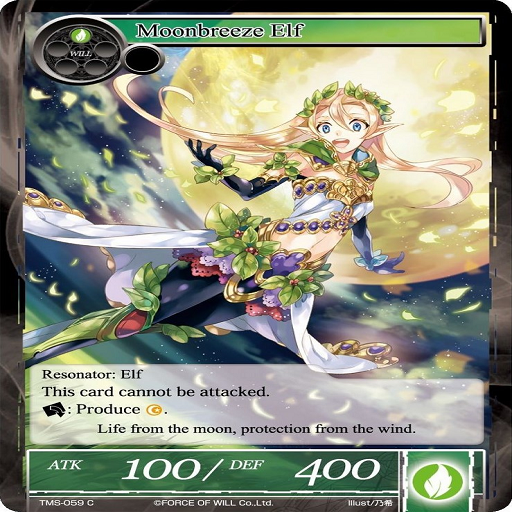 Moonbreeze Elf
WILL
Resonator: Elf
This card cannot be attacked.
: Produce .
Life from the moon, protection from the wind.
ATK 100/ DEF 400
TMS-059 C ©FORCE OF WILL Co.,Ltd. Illust/乃希